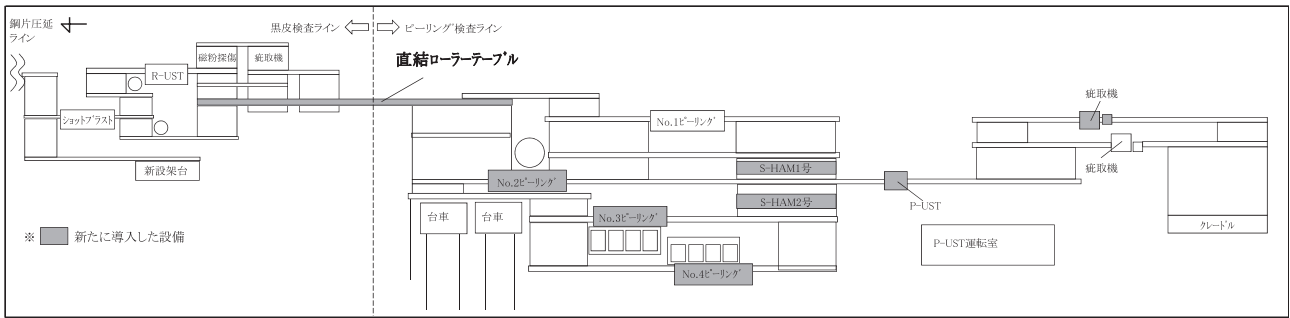 鋼片圧延
ライン
黒皮検査ライン
ピーリング検査ライン
磁粉探傷
疵取機
R-UST
直結ローラーテーブル
ショットブラスト
新設架台
No.1ピーリング
疵取機
疵取機
S-HAM1号
No.2ピーリング
S-HAM2号
P-UST
台車
台車
No.3ピーリング
クレードル
※ 新たに導入した設備
P-UST運転室
No.4ピーリング